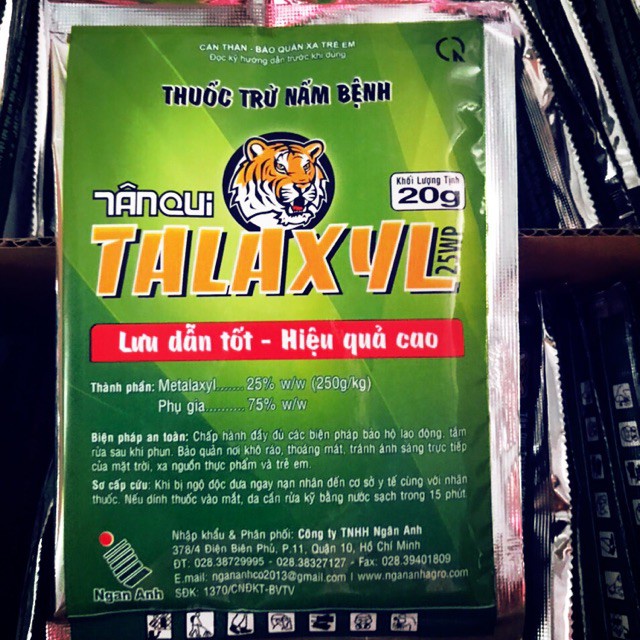 CẨN THẬN - BẢO QUẢN XA TRẺ EM
Đọc kỹ hướng dẫn trước khi dùng
THUỐC TRỪ NẤM BỆNH
TÂN QUI
Khối Lượng Tịnh
20g
TALAXYL 25WP
Lưu dẫn tốt - Hiệu quả cao
Thành phần: Metalaxyl....... 25% w/w (250g/kg)
Phụ gia.......... 75% w/w
Biện pháp an toàn: Chấp hành đầy đủ các biện pháp bảo hộ lao động, tắm
rửa sau khi phun. Bảo quản nơi khô ráo, thoáng mát, tránh ánh sáng trực tiếp
của mặt trời, xa nguồn thực phẩm và trẻ em.
Sơ cấp cứu: Khi bị ngộ độc đưa ngay nạn nhân đến cơ sở y tế cùng với nhãn
thuốc. Nếu dính thuốc vào mắt, da cần rửa kỹ bằng nước sạch trong 15 phút
Nhập khẩu & Phân phối: Công ty TNHH Ngân Anh
378/4 Điện Biên Phủ, P.11, Quận 10, Hồ Chí Minh
ĐT: 028.38729995 - 028.38327127 - Fax: 028.39401809
E.mail: ngananhco2013@gmail.com I www.ngananhagro.com
SĐK: 1370/CNĐKT-BVTV
Ngan Anh